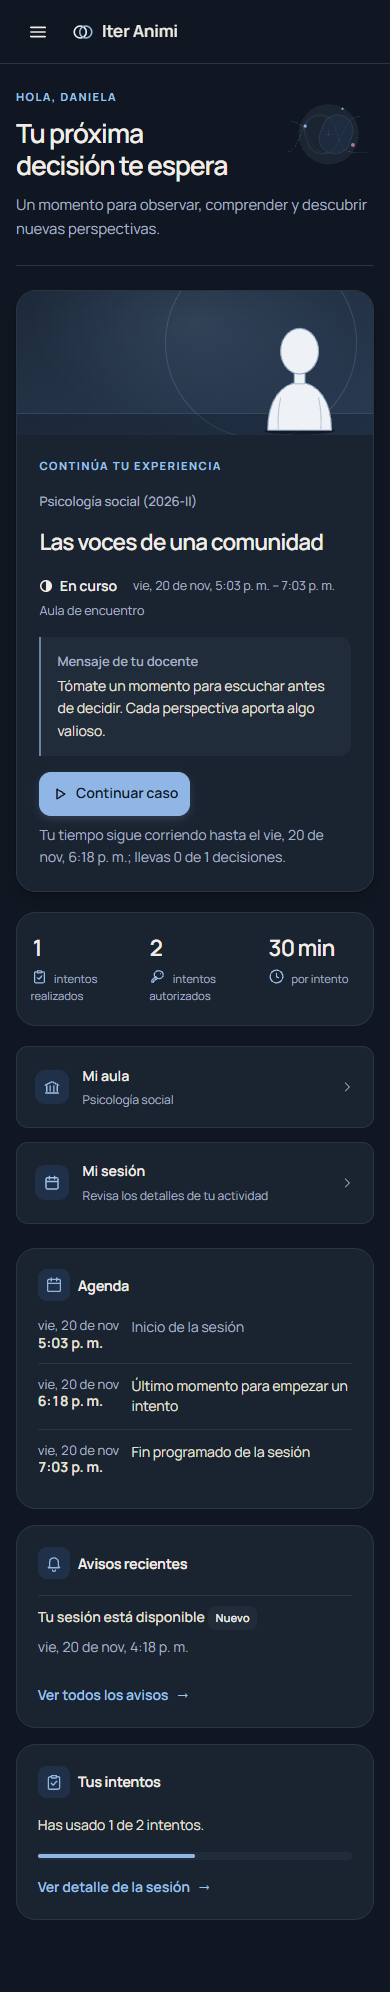 Iter Animi
HOLA, DANIELA
Tu próxima
decisión te espera
Un momento para observar, comprender y descubrir
nuevas perspectivas.
CONTINÚA TU EXPERIENCIA
Psicología social (2026-II)
Las voces de una comunidad
En curso vie, 20 de nov, 5:03 p. m. – 7:03 p. m.
Aula de encuentro
Mensaje de tu docente
Tómate un momento para escuchar antes
de decidir. Cada perspectiva aporta algo
valioso.
Continuar caso
Tu tiempo sigue corriendo hasta el vie, 20 de
nov, 6:18 p. m.; llevas 0 de 1 decisiones.
1
intentos
realizados
2
intentos
autorizados
30 min
por intento
Mi aula
Psicología social
Mi sesión
Revisa los detalles de tu actividad
Agenda
vie, 20 de nov
5:03 p. m.
Inicio de la sesión
vie, 20 de nov
6:18 p. m.
Último momento para empezar un
intento
vie, 20 de nov
7:03 p. m.
Fin programado de la sesión
Avisos recientes
Tu sesión está disponible Nuevo
vie, 20 de nov, 4:18 p. m.
Ver todos los avisos →
Tus intentos
Has usado 1 de 2 intentos.
Ver detalle de la sesión →